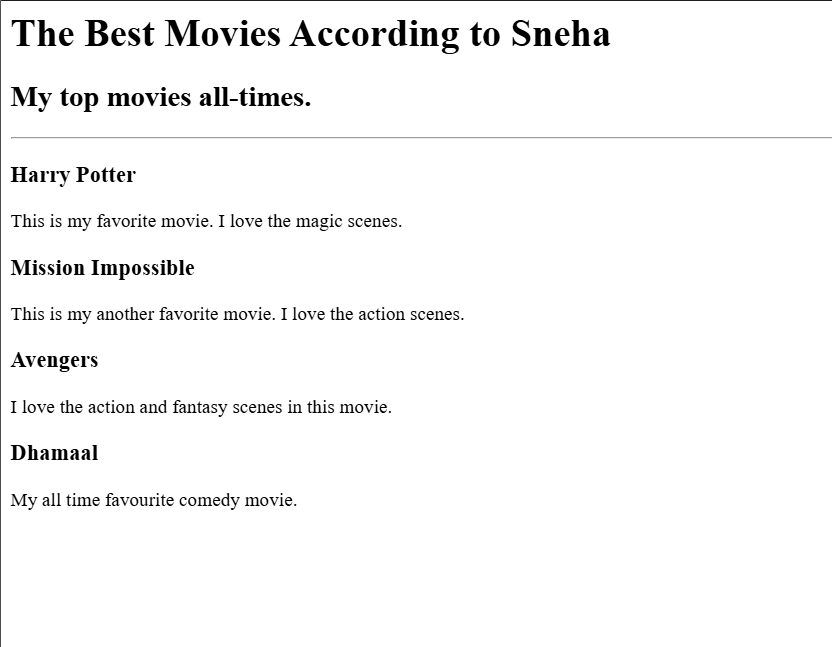 The Best Movies According to Sneha
My top movies all-times.
Harry Potter
This is my favorite movie. I love the magic scenes.
Mission Impossible
This is my another favorite movie. I love the action scenes.
Avengers
I love the action and fantasy scenes in this movie.
Dhamaal
My all time favourite comedy movie.